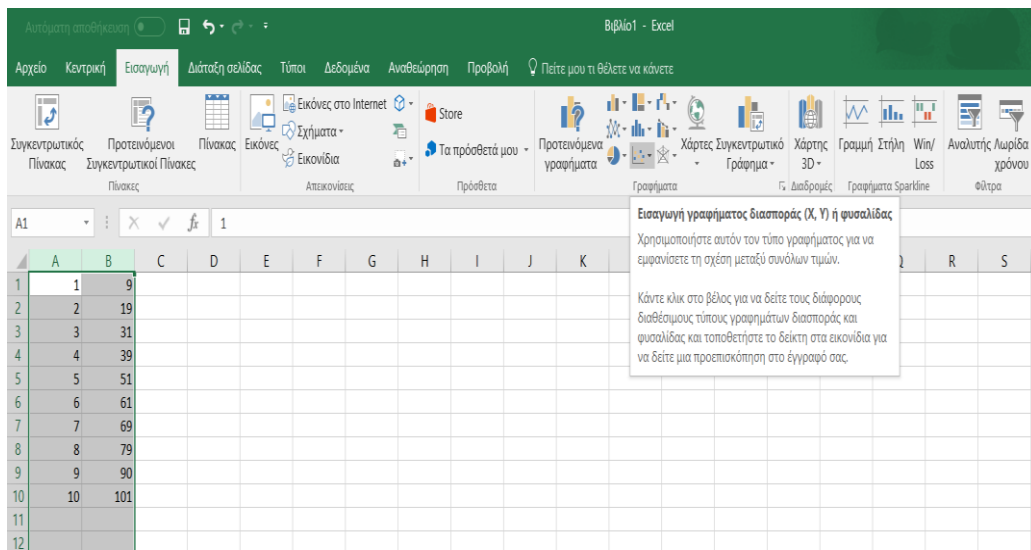 Αυτόματη αποθήκευση
Βιβλίο1 - Excel
Αρχείο Κεντρική Εισαγωγή Διάταξη σελίδας Τύποι Δεδομένα Αναθεώρηση Προβολή Πείτε μου τι θέλετε να κάνετε
Συγκεντρωτικός Πίνακας
Προτεινόμενοι Συγκεντρωτικοί Πίνακες
Πίνακας
Πίνακες
Εικόνες
Εικόνες στο Internet
Σχήματα
Εικονίδια
Απεικονίσεις
Store
Τα πρόσθετά μου
Πρόσθετα
Προτεινόμενα γραφήματα
Χάρτες
Συγκεντρωτικό Γράφημα
Γραφήματα
Χάρτης 3D
Διαδρομές
Γραμμή Στήλη Win/ Loss
Γραφήματα Sparkline
Αναλυτής
Λωρίδα χρόνου
Φίλτρα
A1
fx 1
Εισαγωγή γραφήματος διασποράς (X, Y) ή φυσαλίδας
Χρησιμοποιήστε αυτόν τον τύπο γραφήματος για να
εμφανίσετε τη σχέση μεταξύ συνόλων τιμών.
Κάντε κλικ στο βέλος για να δείτε τους διάφορους
διαθέσιμους τύπους γραφημάτων διασποράς και
φυσαλίδας και τοποθετήστε το δείκτη στα εικονίδια για
να δείτε μια προεπισκόπηση στο έγγραφό σας.
A B C D E F G H I J K Q R S
1 1 9
2 2 19
3 3 31
4 4 39
5 5 51
6 6 61
7 7 69
8 8 79
9 9 90
10 10 101
11
12